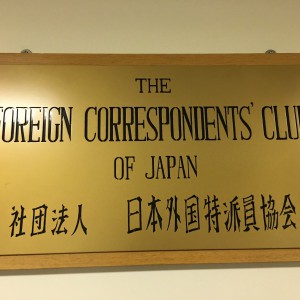 THE
FOREIGN CORRESPONDENTS' CLU
OF JAPAN
社団法人 日本外国特派員協会